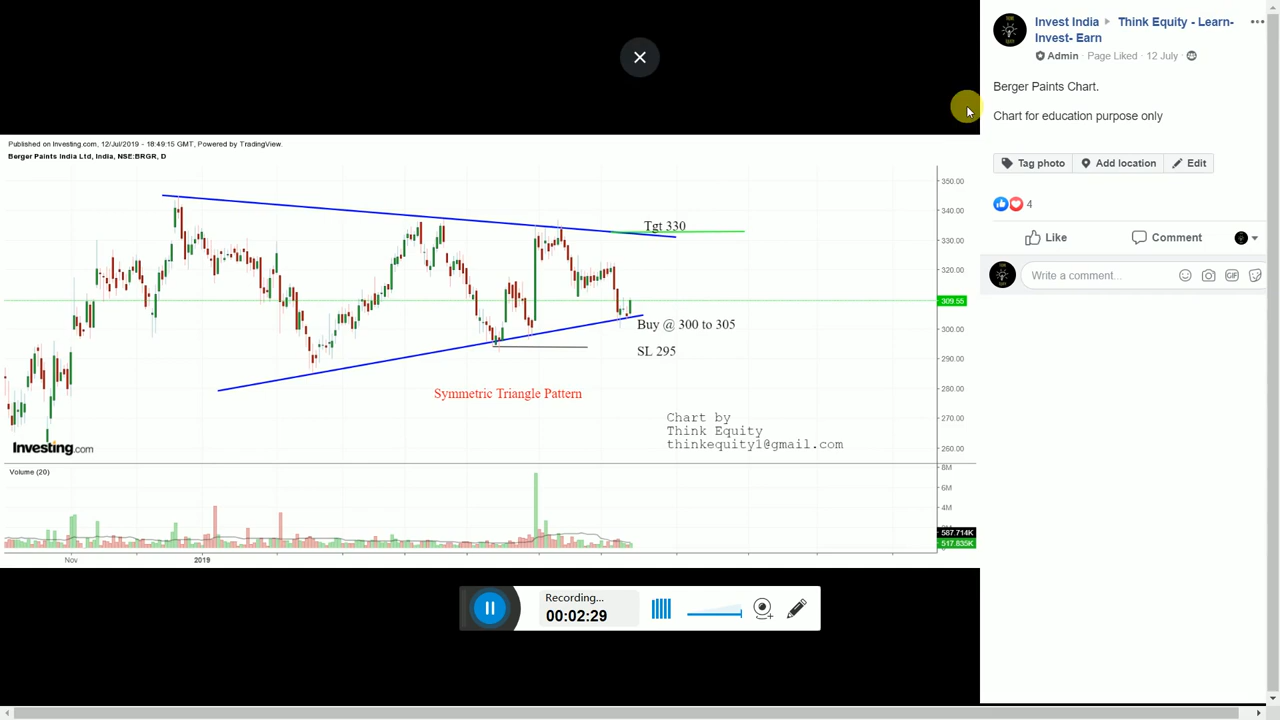 Invest India ▸ Think Equity - Learn-
Invest- Earn
Admin · Page Liked · 12 July ·
Berger Paints Chart.
Chart for education purpose only
Tag photo
Add location
Edit
4
Like
Comment
Write a comment...
GIF
Published on Investing.com, 12/Jul/2019 - 18:49:15 GMT, Powered by TradingView.
Berger Paints India Ltd, India, NSE:BRGR, D
350.00
340.00
330.00
320.00
309.55
300.00
290.00
280.00
270.00
260.00
Tgt 330
Buy @ 300 to 305
SL 295
Symmetric Triangle Pattern
Chart by
Think Equity
thinkequity1@gmail.com
Investing.com
Volume (20)
8M
6M
4M
587.714K
517.835K
Nov
2019
Recording...
00:02:29